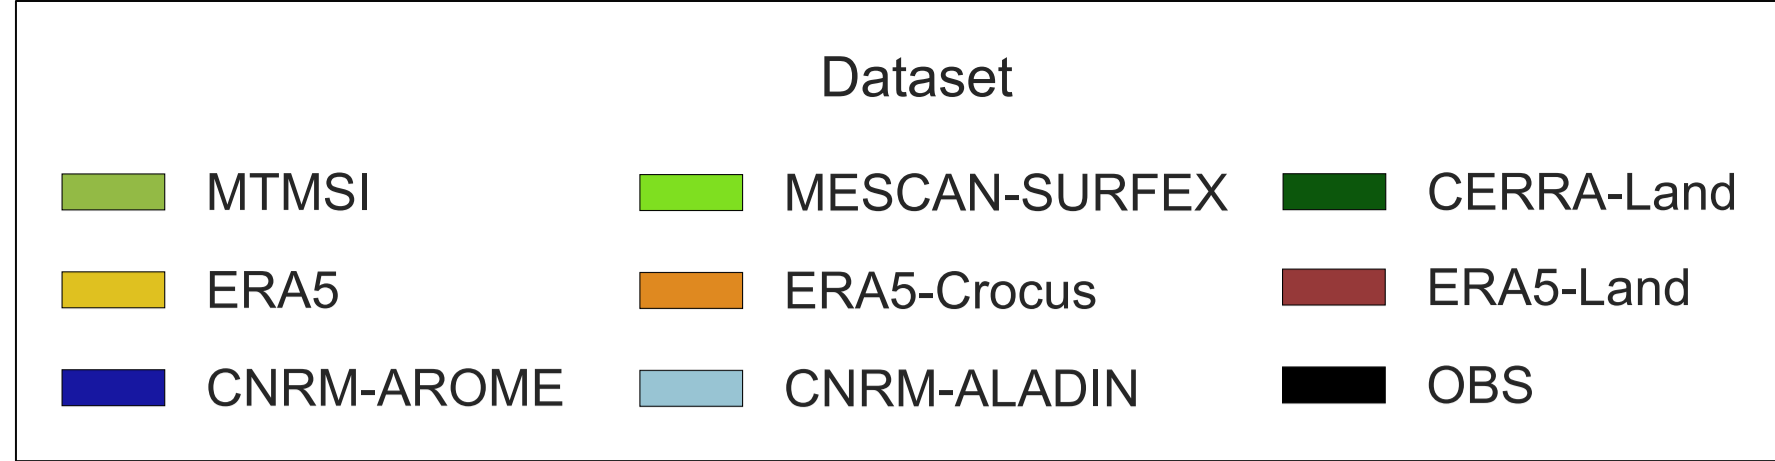 Dataset
MTMSI MESCAN-SURFEX CERRA-Land
ERA5 ERA5-Crocus ERA5-Land
CNRM-AROME CNRM-ALADIN OBS